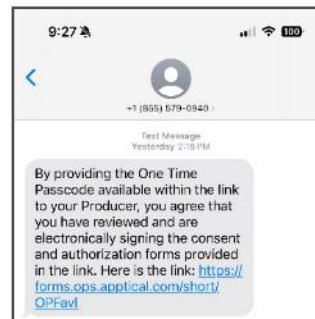 9:27
100
+1 (855) 579-0940 >
Text Message
Yesterday 2:18 PM
By providing the One Time
Passcode available within the link
to your Producer, you agree that
you have reviewed and are
electronically signing the consent
and authorization forms provided
in the link. Here is the link: https://
forms.ops.apptical.com/short/
OPFavl